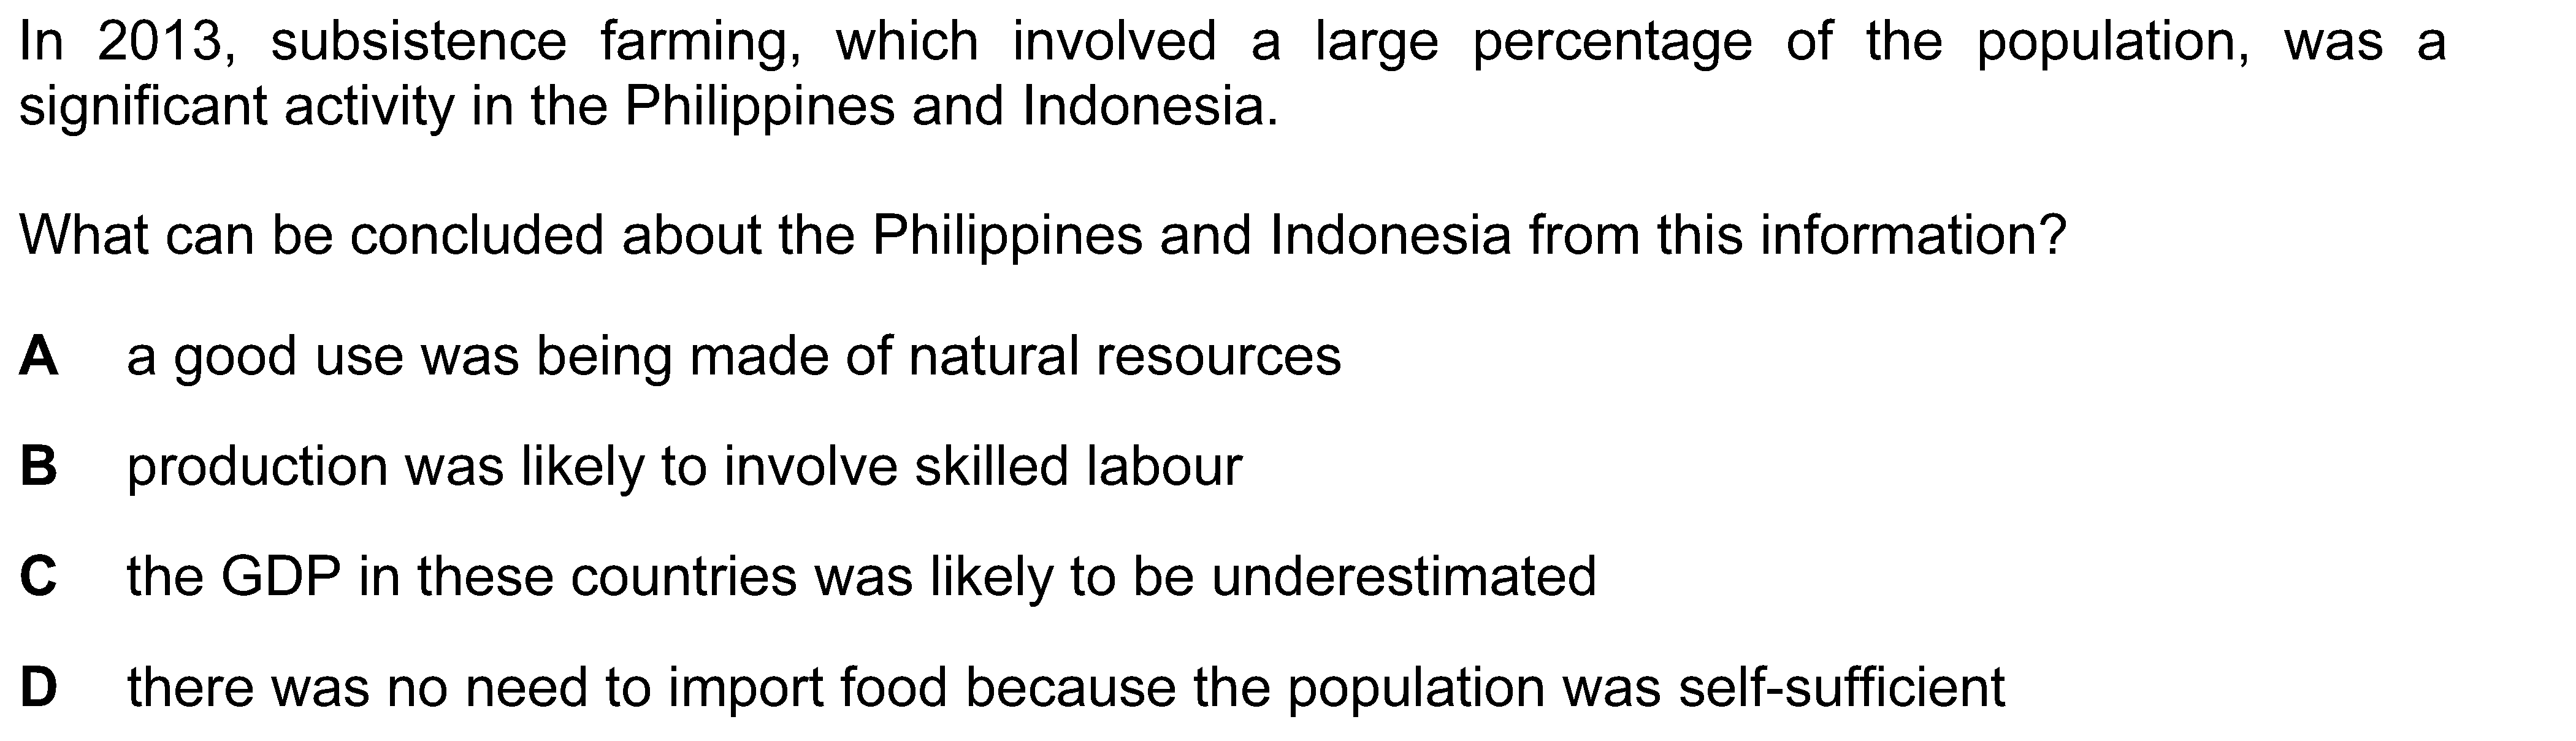 In 2013, subsistence farming, which involved a large percentage of the population, was a
significant activity in the Philippines and Indonesia.
What can be concluded about the Philippines and Indonesia from this information?
A a good use was being made of natural resources
B production was likely to involve skilled labour
C the GDP in these countries was likely to be underestimated
D there was no need to import food because the population was self-sufficient